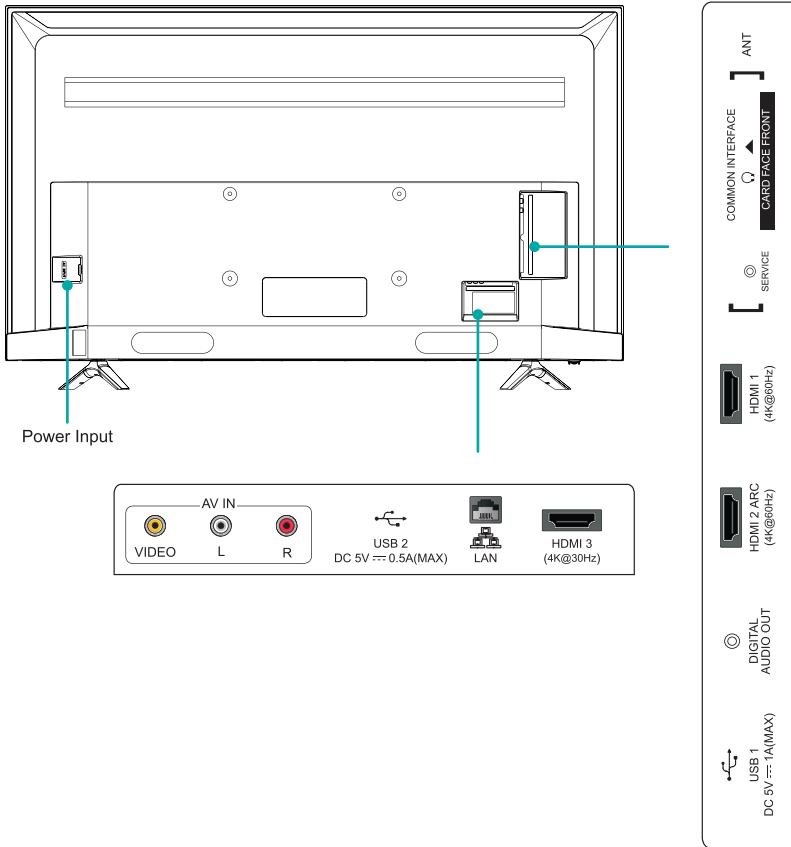 Power Input
AV IN
VIDEO
L
R
USB 2
DC 5V ⎓ 0.5A(MAX)
LAN
HDMI 3
(4K@30Hz)
ANT
COMMON INTERFACE
CARD FACE FRONT
SERVICE
HDMI 1
(4K@60Hz)
HDMI 2 ARC
(4K@60Hz)
DIGITAL
AUDIO OUT
USB 1
DC 5V ⎓ 1A(MAX)